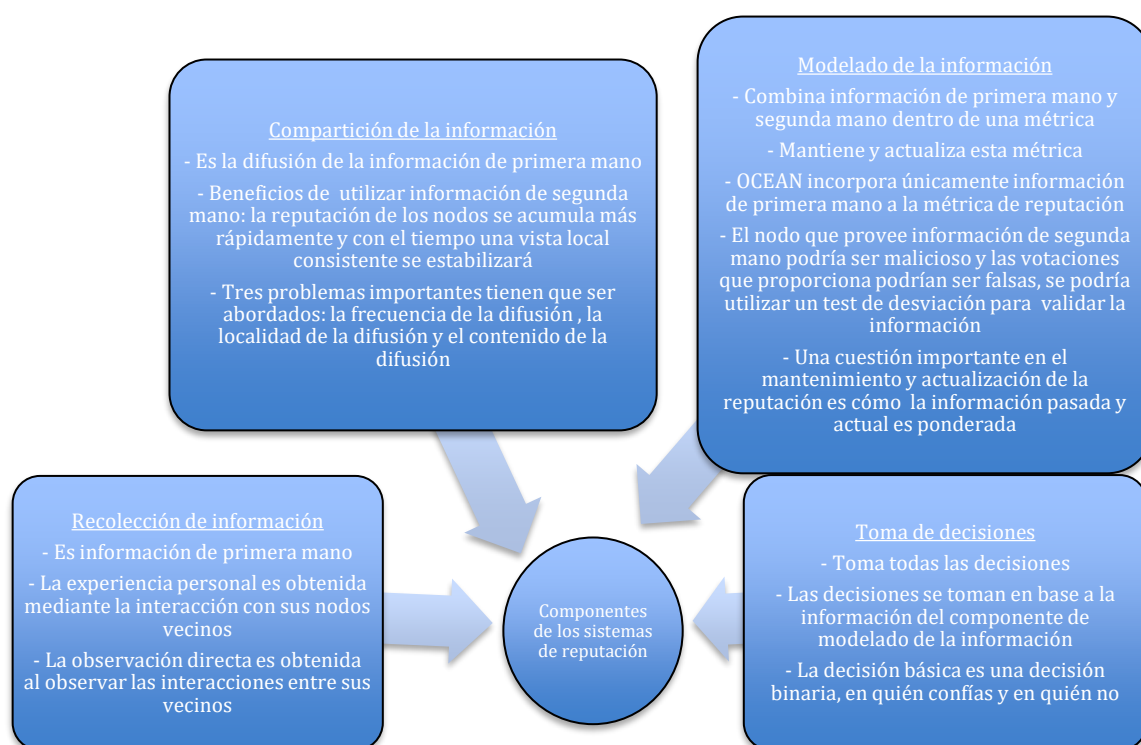 Compartición de la información
- Es la difusión de la información de primera mano
- Beneficios de  utilizar información de segunda
mano: la reputación de los nodos se acumula más
rápidamente y con el tiempo una vista local
consistente se estabilizará
- Tres problemas importantes tienen que ser
abordados: la frecuencia de la difusión , la
localidad de la difusión y el contenido de la
difusión
Modelado de la información
- Combina información de primera mano y
segunda mano dentro de una métrica
- Mantiene y actualiza esta métrica
- OCEAN incorpora únicamente información
de primera mano a la métrica de reputación
- El nodo que provee información de segunda
mano podría ser malicioso y las votaciones
que proporciona podrían ser falsas, se podría
utilizar un test de desviación para  validar la
información
- Una cuestión importante en el
mantenimiento y actualización de la
reputación es cómo  la información pasada y
actual es ponderada
Recolección de información
- Es información de primera mano
- La experiencia personal es obtenida
mediante la interacción con sus nodos
vecinos
- La observación directa es obtenida
al observar las interacciones entre sus
vecinos
Componentes
de los sistemas
de reputación
Toma de decisiones
- Toma todas las decisiones
- Las decisiones se toman en base a la
información del componente de
modelado de la información
- La decisión básica es una decisión
binaria, en quién confías y en quién no